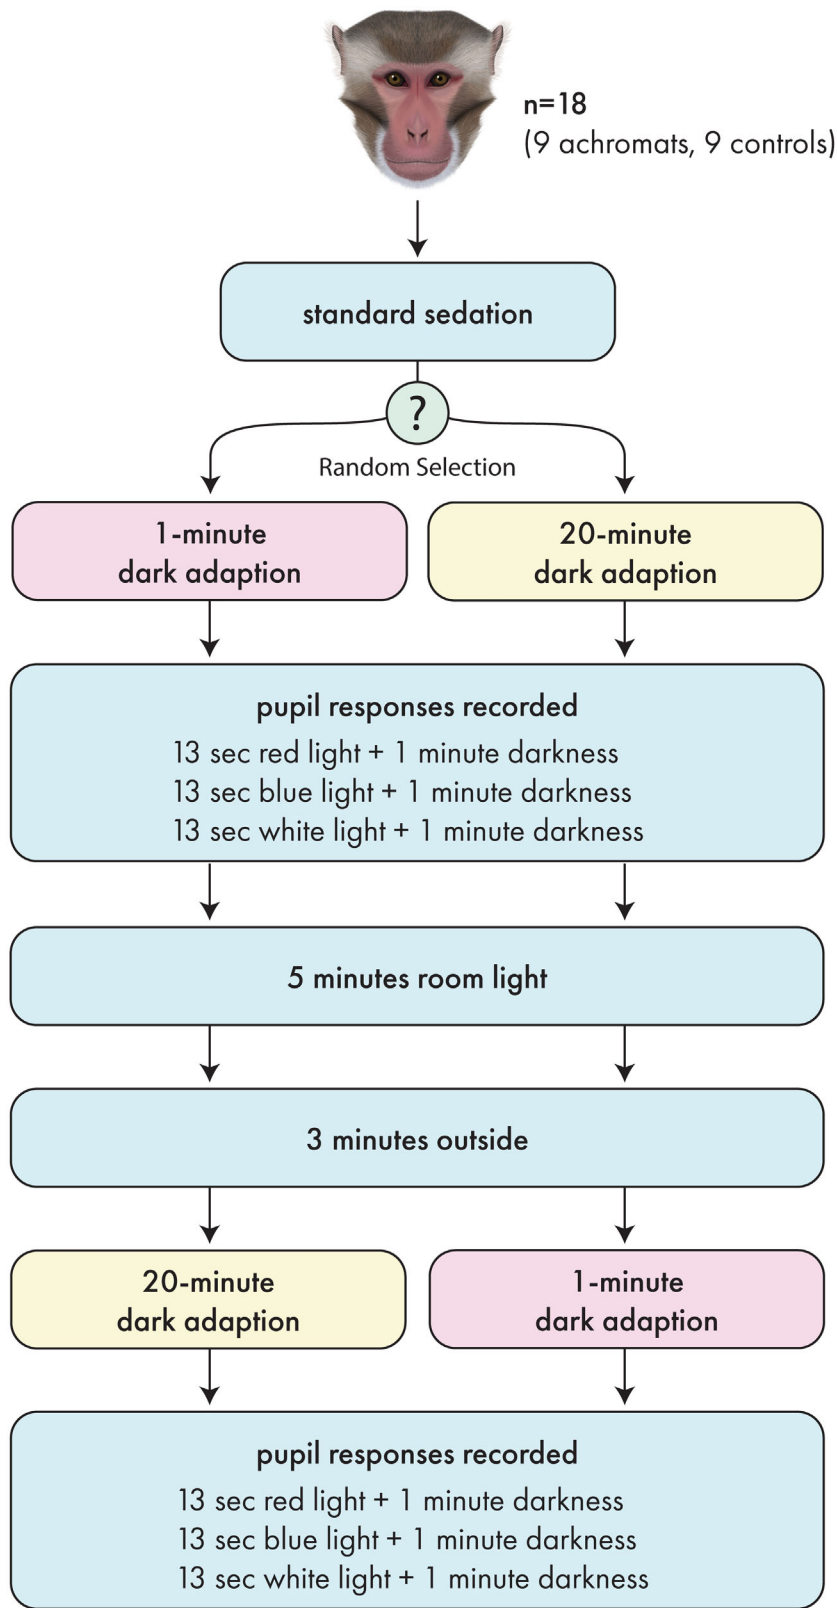 n=18
(9 achromats, 9 controls)
standard sedation
?
Random Selection
1-minute
dark adaption
20-minute
dark adaption
pupil responses recorded
13 sec red light + 1 minute darkness
13 sec blue light + 1 minute darkness
13 sec white light + 1 minute darkness
5 minutes room light
3 minutes outside
20-minute
dark adaption
1-minute
dark adaption
pupil responses recorded
13 sec red light + 1 minute darkness
13 sec blue light + 1 minute darkness
13 sec white light + 1 minute darkness